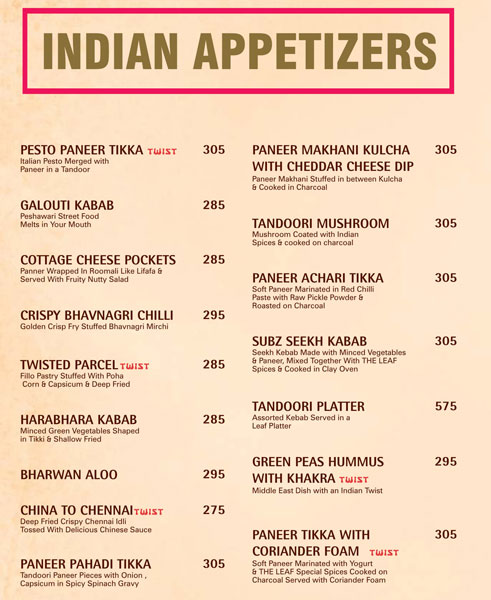 INDIAN APPETIZERS
PESTO PANEER TIKKA TWIST 305
Italian Pesto Merged with
Paneer in a Tandoor
GALOUTI KABAB 285
Peshawari Street Food
Melts in Your Mouth
COTTAGE CHEESE POCKETS 285
Panner Wrapped In Roomali Like Lifafa &
Served With Fruity Nutty Salad
CRISPY BHAVNAGRI CHILLI 295
Golden Crisp Fry Stuffed Bhavnagri Mirchi
TWISTED PARCEL TWIST 285
Fillo Pastry Stuffed With Poha
Corn & Capsicum & Deep Fried
HARABHARA KABAB 285
Minced Green Vegetables Shaped
in Tikki & Shallow Fried
BHARWAN ALOO 295
CHINA TO CHENNAI TWIST 275
Deep Fried Crispy Chennai Idli
Tossed With Delicious Chinese Sauce
PANEER PAHADI TIKKA 305
Tandoori Paneer Pieces with Onion ,
Capsicum in Spicy Spinach Gravy
PANEER MAKHANI KULCHA 305
WITH CHEDDAR CHEESE DIP
Paneer Makhani Stuffed in between Kulcha
& Cooked in Charcoal
TANDOORI MUSHROOM 305
Mushroom Coated with Indian
Spices & cooked on charcoal
PANEER ACHARI TIKKA 305
Soft Paneer Marinated in Red Chilli
Paste with Raw Pickle Powder &
Roasted on Charcoal
SUBZ SEEKH KABAB 305
Seekh Kebab Made with Minced Vegetables
& Paneer, Mixed Together With THE LEAF
Spices & Cooked in Clay Oven
TANDOORI PLATTER 575
Assorted Kebab Served in a
Leaf Platter
GREEN PEAS HUMMUS 295
WITH KHAKRA TWIST
Middle East Dish with an Indian Twist
PANEER TIKKA WITH 305
CORIANDER FOAM TWIST
Soft Paneer Marinated with Yogurt
& THE LEAF Special Spices Cooked on
Charcoal Served with Coriander Foam